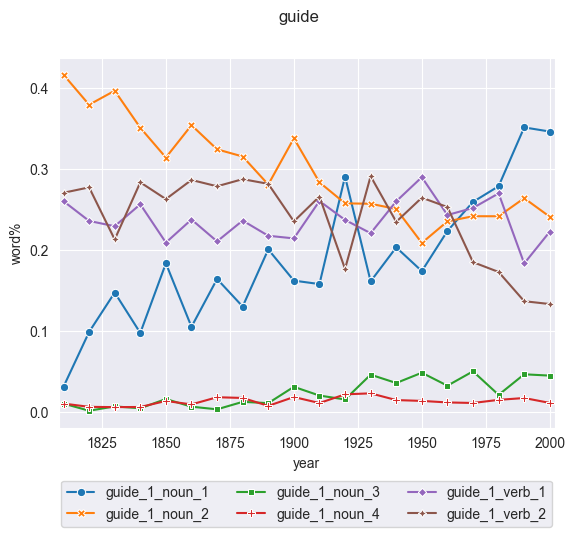 guide
0.4
0.3
0.2
0.1
0.0
word%
1825 1850 1875 1900 1925 1950 1975 2000
year
guide_1_noun_1 guide_1_noun_3 guide_1_verb_1
guide_1_noun_2 guide_1_noun_4 guide_1_verb_2